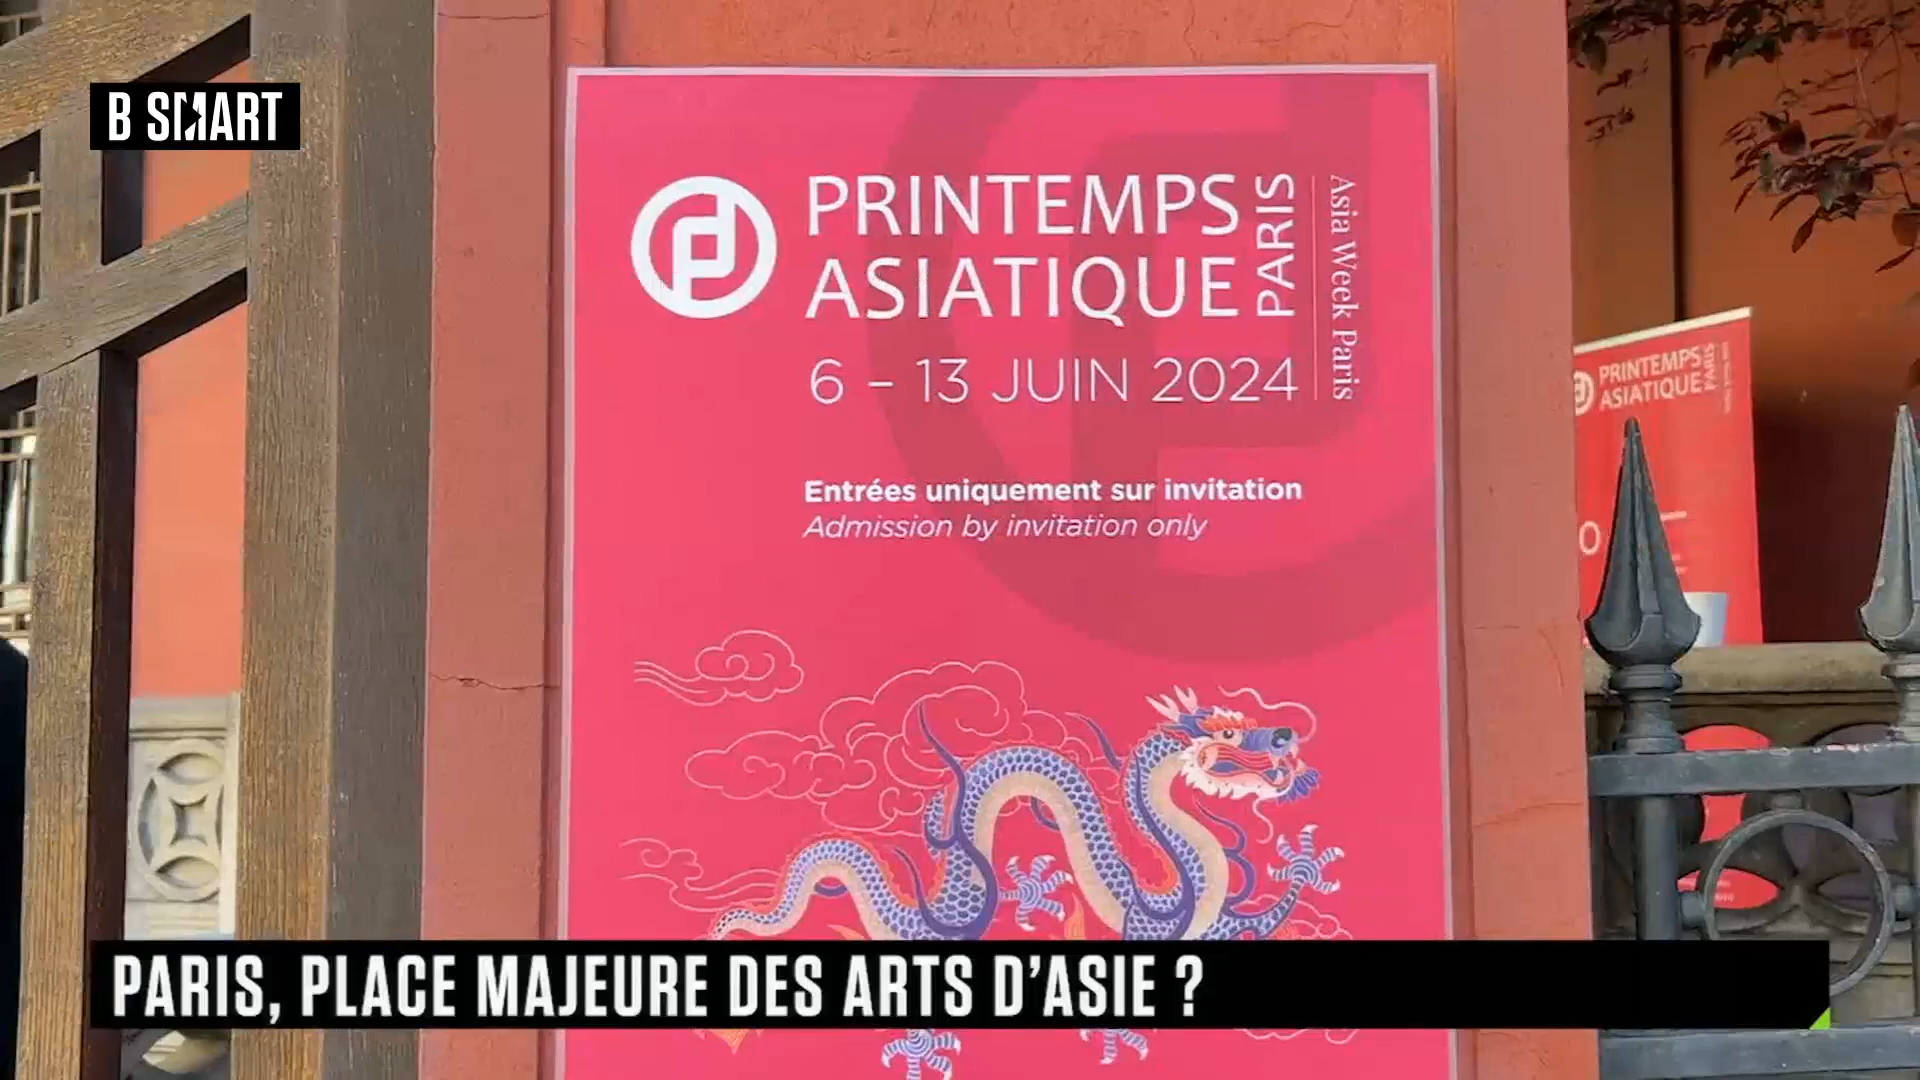 B SMART
PRINTEMPS
ASIATIQUE
PARIS
Asia Week Paris
6 – 13 JUIN 2024
Entrées uniquement sur invitation
Admission by invitation only
PRINTEMPS
ASIATIQUE
PARIS
PARIS, PLACE MAJEURE DES ARTS D’ASIE ?